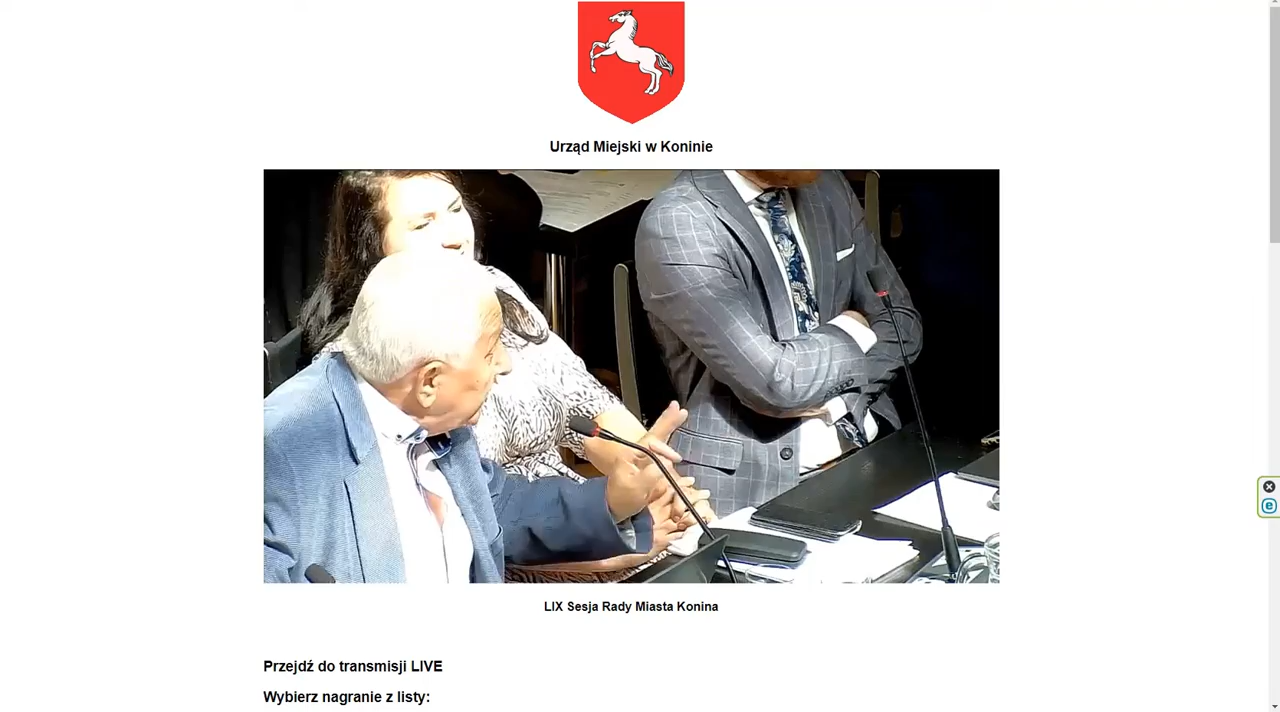 Urząd Miejski w Koninie
LIX Sesja Rady Miasta Konina
Przejdź do transmisji LIVE
Wybierz nagranie z listy: